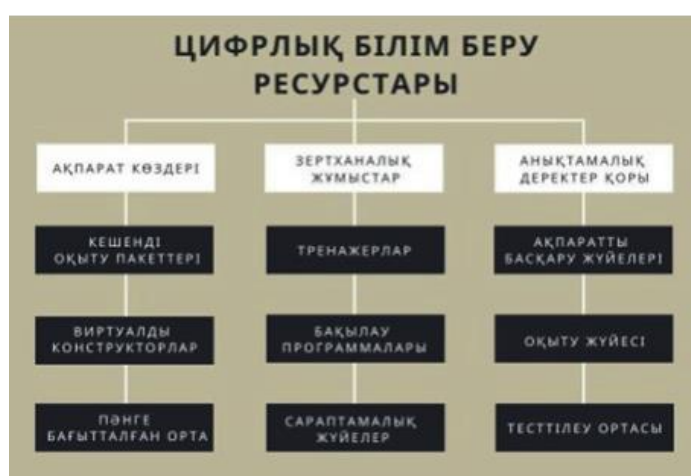 ЦИФРЛЫҚ БІЛІМ БЕРУ
РЕСУРСТАРЫ
АҚПАРАТ КӨЗДЕРІ
ЗЕРТХАНАЛЫҚ
ЖҰМЫСТАР
АНЫҚТАМАЛЫҚ
ДЕРЕКТЕР ҚОРЫ
КЕШЕНДІ
ОҚЫТУ ПАКЕТТЕРІ
ТРЕНАЖЕРЛАР
АҚПАРАТТЫ
БАСҚАРУ ЖҮЙЕЛЕРІ
ВИРТУАЛДЫ
КОНСТРУКТОРЛАР
БАҚЫЛАУ
ПРОГРАММАЛАРЫ
ОҚЫТУ ЖҮЙЕСІ
ПӘНГЕ
БАҒЫТТАЛҒАН ОРТА
САРАПТАМАЛЫҚ
ЖҮЙЕЛЕР
ТЕСТТІЛЕУ ОРТАСЫ